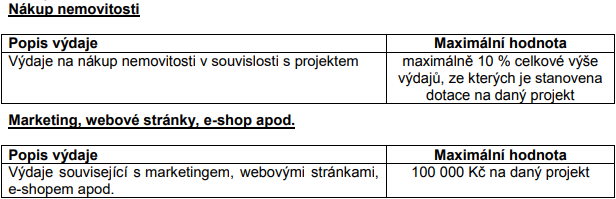 Nákup nemovitosti
Popis výdaje Maximální hodnota
Výdaje na nákup nemovitosti v souvislosti s projektem maximálně 10 % celkové výše
výdajů, ze kterých je stanovena
dotace na daný projekt
Marketing, webové stránky, e-shop apod.
Popis výdaje Maximální hodnota
Výdaje související s marketingem, webovými stránkami, 100 000 Kč na daný projekt
e-shopem apod.